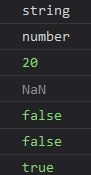 string
number
20
NaN
false
false
true